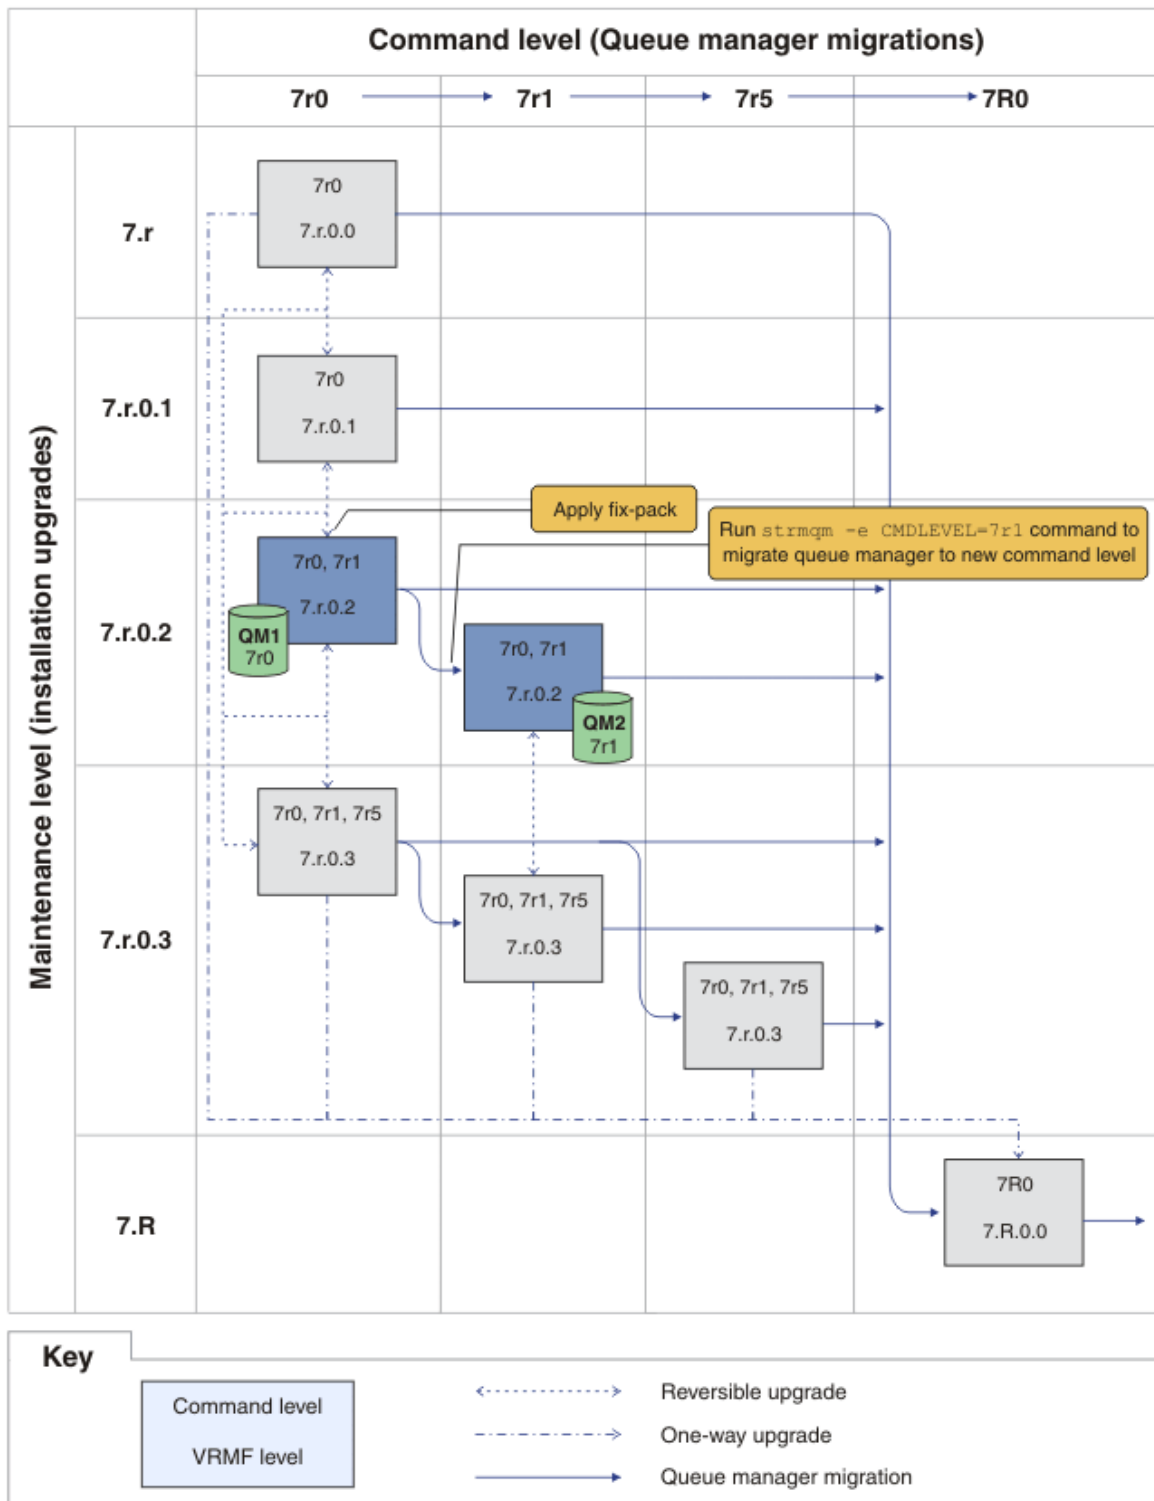 Command level (Queue manager migrations)
7r0
7r1
7r5
7R0
Maintenance level (installation upgrades)
7.r
7r0
7.r.0.0
7.r.0.1
7r0
7.r.0.1
Apply fix-pack
Run strmqm -e CMDLEVEL=7r1 command to
migrate queue manager to new command level
7.r.0.2
7r0, 7r1
7.r.0.2
QM1
7r0
7r0, 7r1
7.r.0.2
QM2
7r1
7.r.0.3
7r0, 7r1, 7r5
7.r.0.3
7r0, 7r1, 7r5
7.r.0.3
7r0, 7r1, 7r5
7.r.0.3
7.R
7R0
7.R.0.0
Key
Command level
VRMF level
Reversible upgrade
One-way upgrade
Queue manager migration